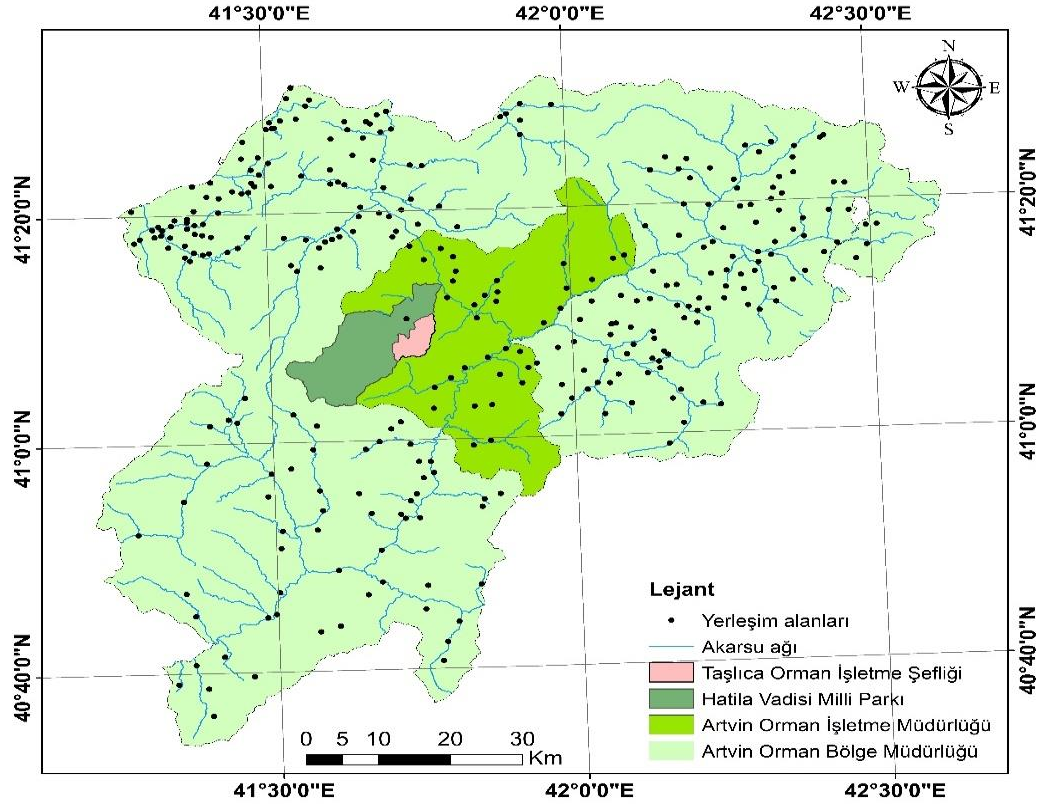 41°30'0"E 42°0'0"E 42°30'0"E
N
W E
S
41°20'0"N 41°20'0"N
41°0'0"N 41°0'0"N
40°40'0"N 40°40'0"N
Lejant
Yerleşim alanları
Akarsu ağı
Taşlıca Orman İşletme Şefliği
Hatila Vadisi Milli Parkı
Artvin Orman İşletme Müdürlüğü
Artvin Orman Bölge Müdürlüğü
0 5 10 20 30
Km
41°30'0"E 42°0'0"E 42°30'0"E